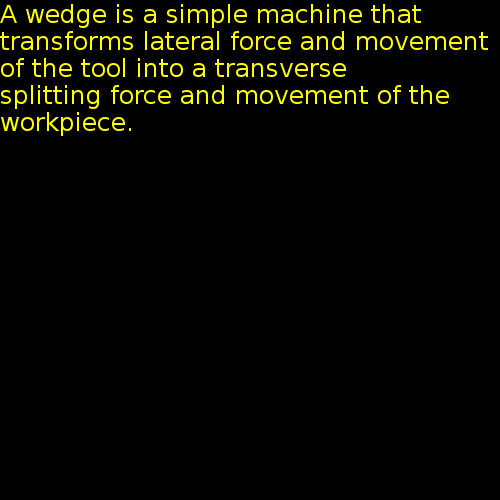 A wedge is a simple machine that
transforms lateral force and movement
of the tool into a transverse
splitting force and movement of the
workpiece.